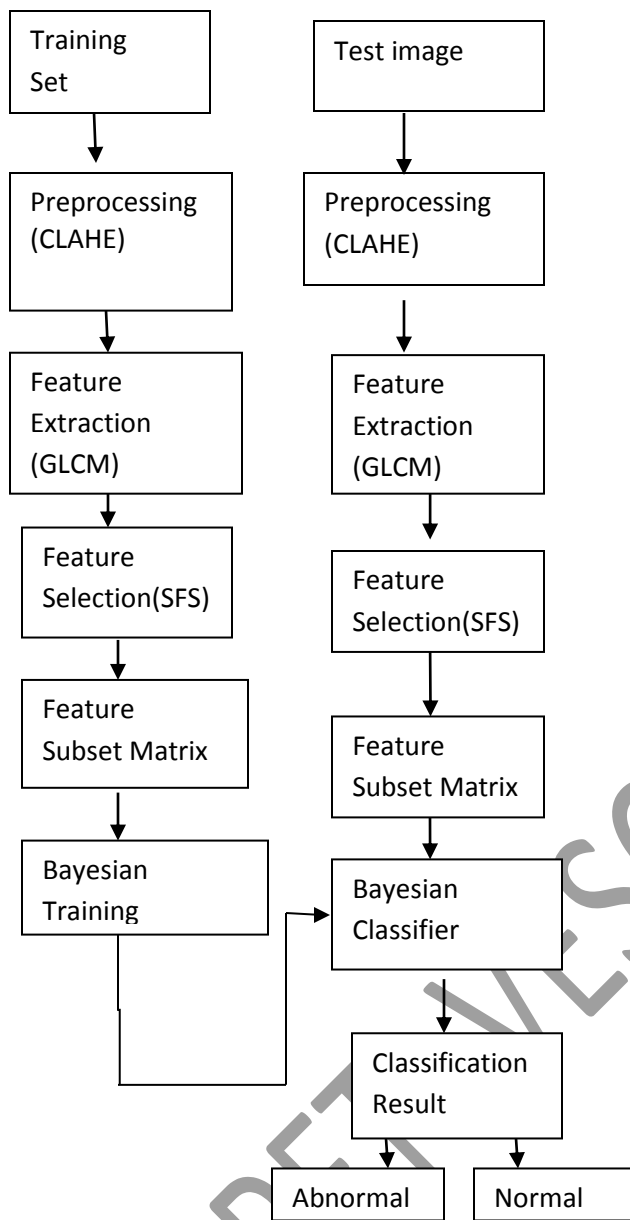 Training
Set
Preprocessing
(CLAHE)
Feature
Extraction
(GLCM)
Feature
Selection(SFS)
Feature
Subset Matrix
Bayesian
Training
Test image
Preprocessing
(CLAHE)
Feature
Extraction
(GLCM)
Feature
Selection(SFS)
Feature
Subset Matrix
Bayesian
Classifier
Classification
Result
Abnormal
Normal